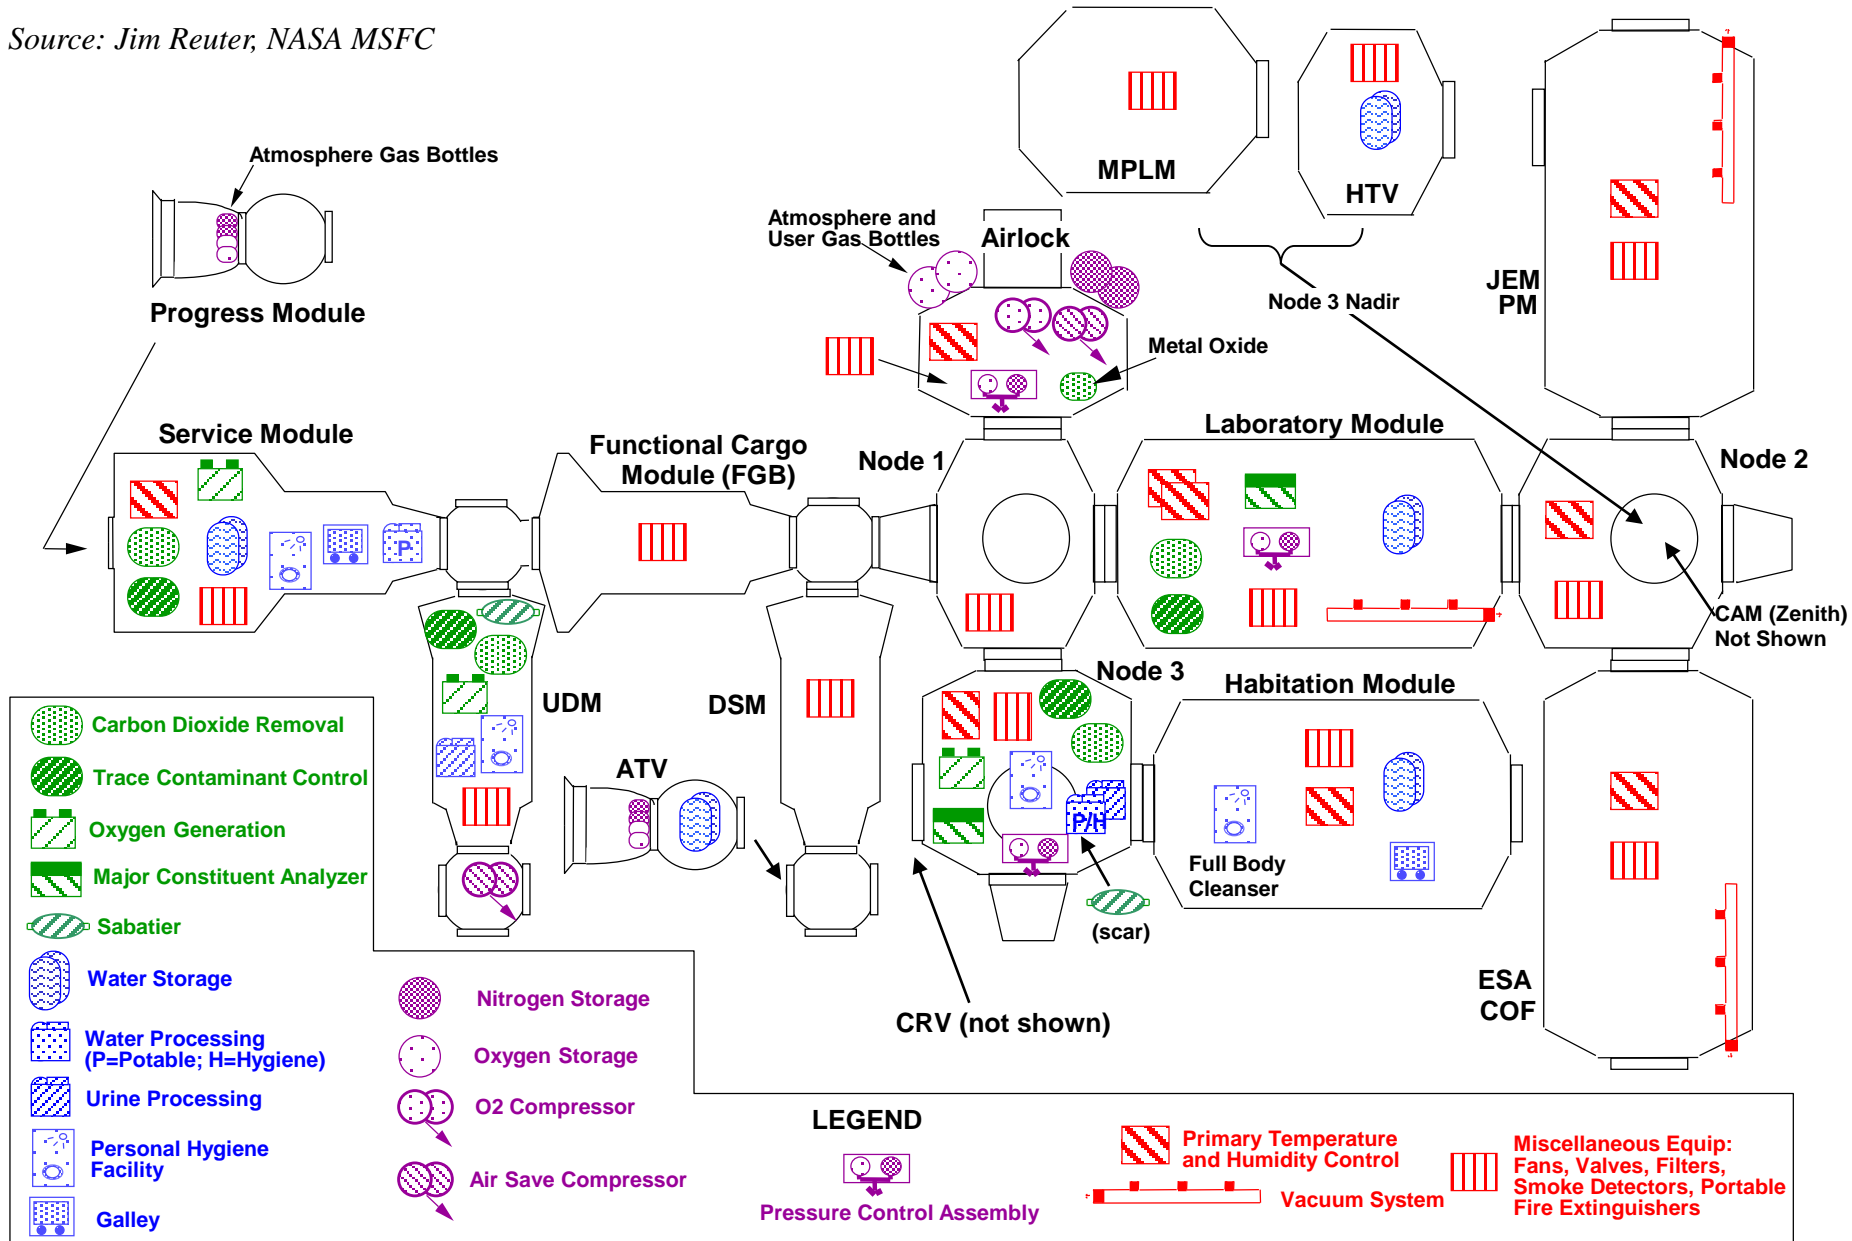 Source: Jim Reuter, NASA MSFC
Atmosphere Gas Bottles
Progress Module
MPLM
HTV
Atmosphere and
User Gas Bottles
Airlock
Node 3 Nadir
JEM
PM
Metal Oxide
Service Module
Functional Cargo
Module (FGB)
Node 1
Laboratory Module
Node 2
P
CAM (Zenith)
Not Shown
UDM
DSM
Node 3
Habitation Module
ATV
P/H
Full Body
Cleanser
(scar)
CRV (not shown)
ESA
COF
Carbon Dioxide Removal
Trace Contaminant Control
Oxygen Generation
Major Constituent Analyzer
Sabatier
Water Storage
Water Processing
(P=Potable; H=Hygiene)
Urine Processing
Personal Hygiene
Facility
Galley
Nitrogen Storage
Oxygen Storage
O2 Compressor
Air Save Compressor
LEGEND
Pressure Control Assembly
Primary Temperature
and Humidity Control
Vacuum System
Miscellaneous Equip:
Fans, Valves, Filters,
Smoke Detectors, Portable
Fire Extinguishers